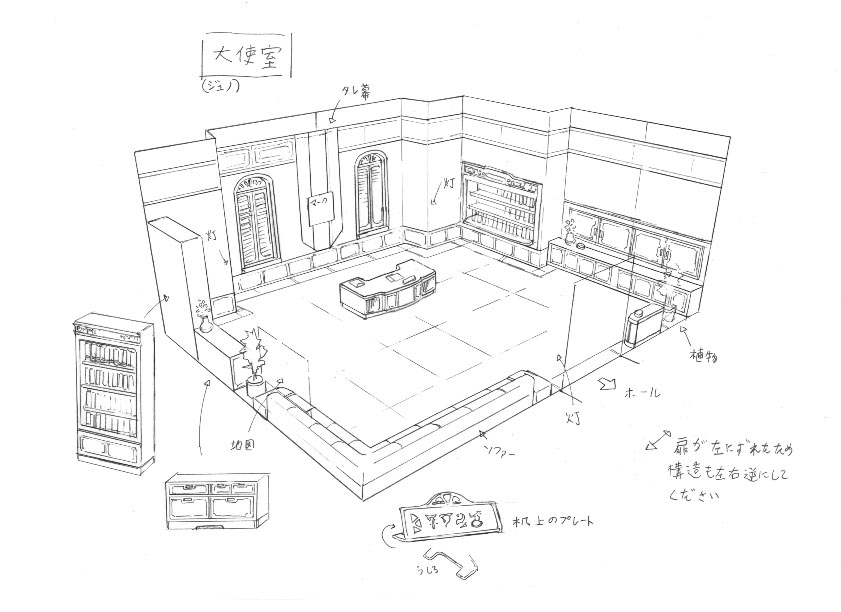 大使室
(ジュノ)
タレ幕
灯
マーク
灯
植物
ホール
灯
地図
ソファー
扉が左にずれたため
構造も左右逆にして
ください
机上のプレート
うしろ